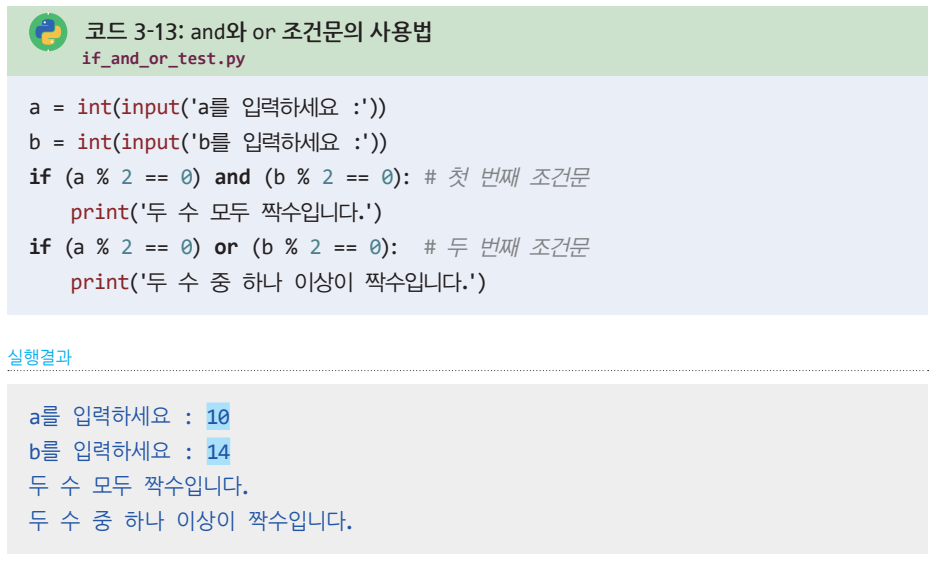 코드 3-13: and와 or 조건문의 사용법
if_and_or_test.py
a = int(input('a를 입력하세요 :'))
b = int(input('b를 입력하세요 :'))
if (a % 2 == 0) and (b % 2 == 0): # 첫 번째 조건문
    print('두 수 모두 짝수입니다.')
if (a % 2 == 0) or (b % 2 == 0):  # 두 번째 조건문
    print('두 수 중 하나 이상이 짝수입니다.')
실행결과
a를 입력하세요 : 10
b를 입력하세요 : 14
두 수 모두 짝수입니다.
두 수 중 하나 이상이 짝수입니다.